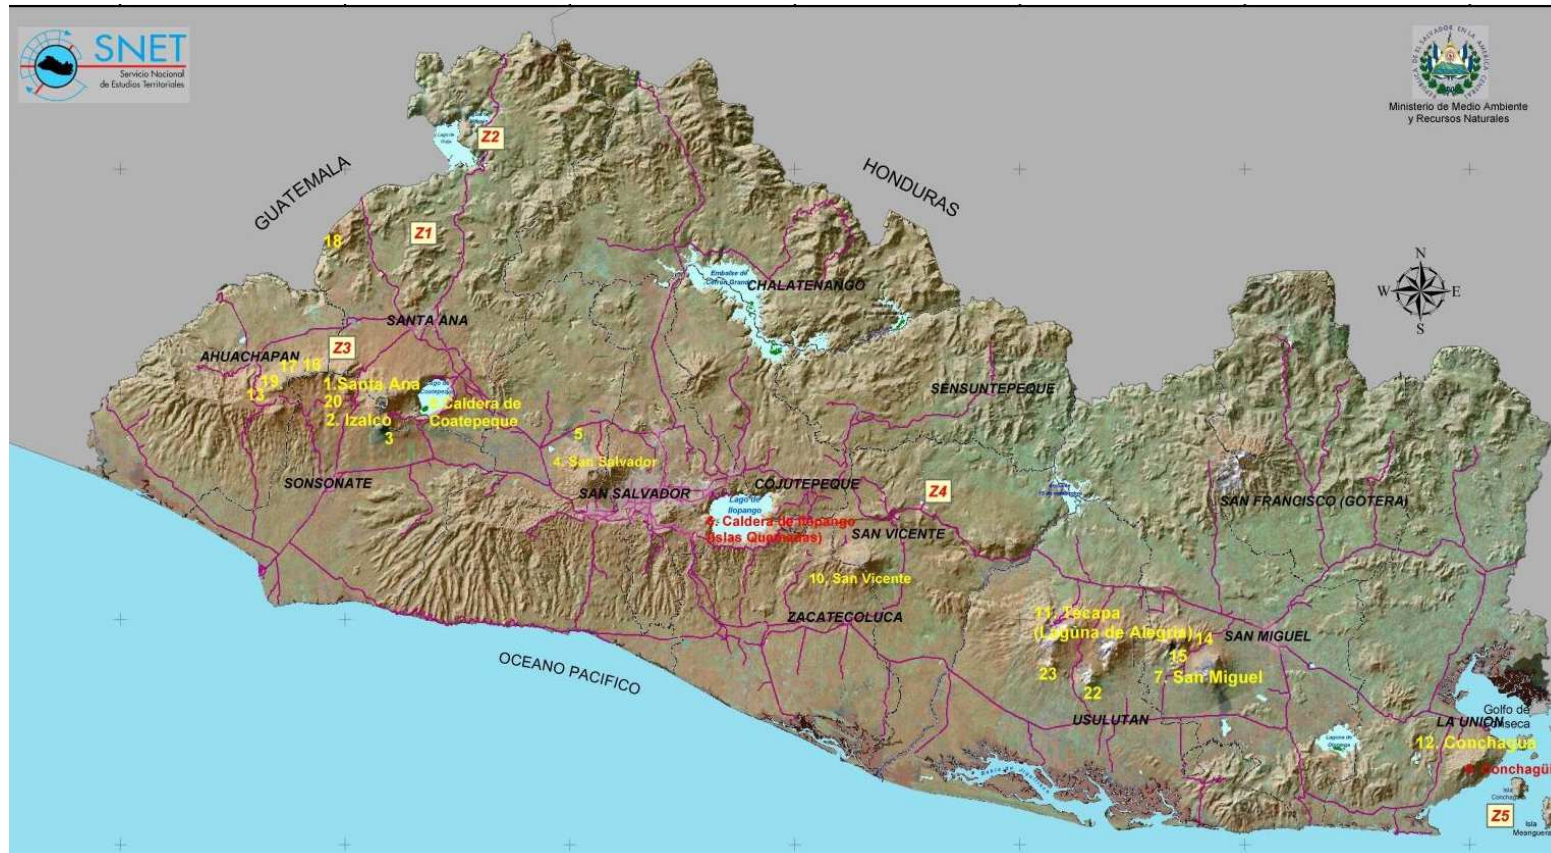 SNET
Servicio Nacional
de Estudios Territoriales
Ministerio de Medio Ambiente
y Recursos Naturales
GUATEMALA
HONDURAS
Z2
Z1
18
N
W
E
S
Embalse de
CHALATENANGO
SANTA ANA
Z3
AHUACHAPAN
17
16
19
13
1.Santa Ana
20
2. Izalco
3
Caldera de
Coatepeque
SENSUNTEPEQUE
5
4. San Salvador
SONSONATE
SAN SALVADOR
COJUTEPEQUE
Z4
SAN FRANCISCO (GOTERA)
Lago de
Ilopango
Caldera de Ilopango
(Islas Quemadas)
SAN VICENTE
10, San Vicente
ZACATECOLUCA
11. Tecapa
(Laguna de Alegria)
14
SAN MIGUEL
15
7. San Miguel
23
22
USULUTAN
OCEANO PACIFICO
Golfo de
Fonseca
LA UNION
12. Conchagua
Z5
Isla
Meanguera